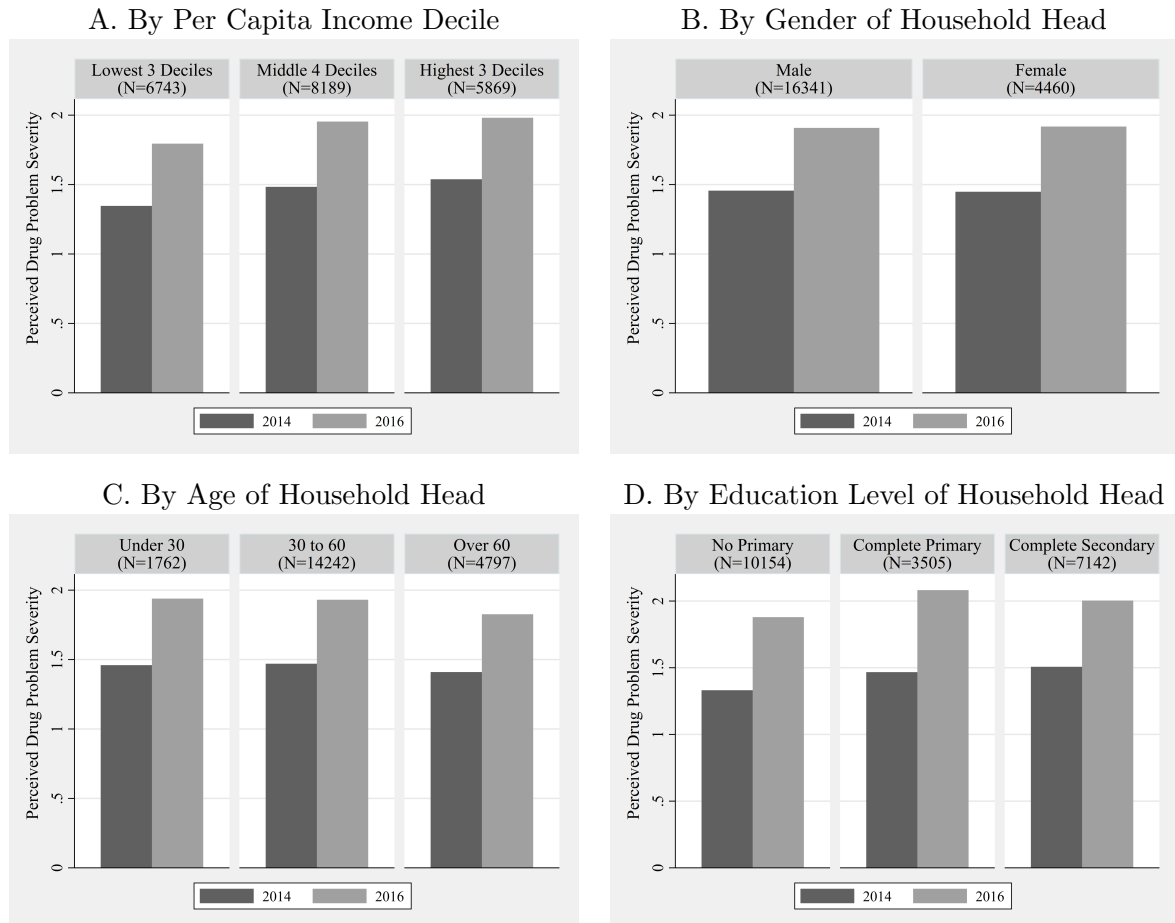 A. By Per Capita Income Decile
Lowest 3 Deciles
(N=6743)
Middle 4 Deciles
(N=8189)
Highest 3 Deciles
(N=5869)
Perceived Drug Problem Severity
2
1.5
1
.5
0
2014
2016
B. By Gender of Household Head
Male
(N=16341)
Female
(N=4460)
Perceived Drug Problem Severity
2
1.5
1
.5
0
2014
2016
C. By Age of Household Head
Under 30
(N=1762)
30 to 60
(N=14242)
Over 60
(N=4797)
Perceived Drug Problem Severity
2
1.5
1
.5
0
2014
2016
D. By Education Level of Household Head
No Primary
(N=10154)
Complete Primary
(N=3505)
Complete Secondary
(N=7142)
Perceived Drug Problem Severity
2
1.5
1
.5
0
2014
2016